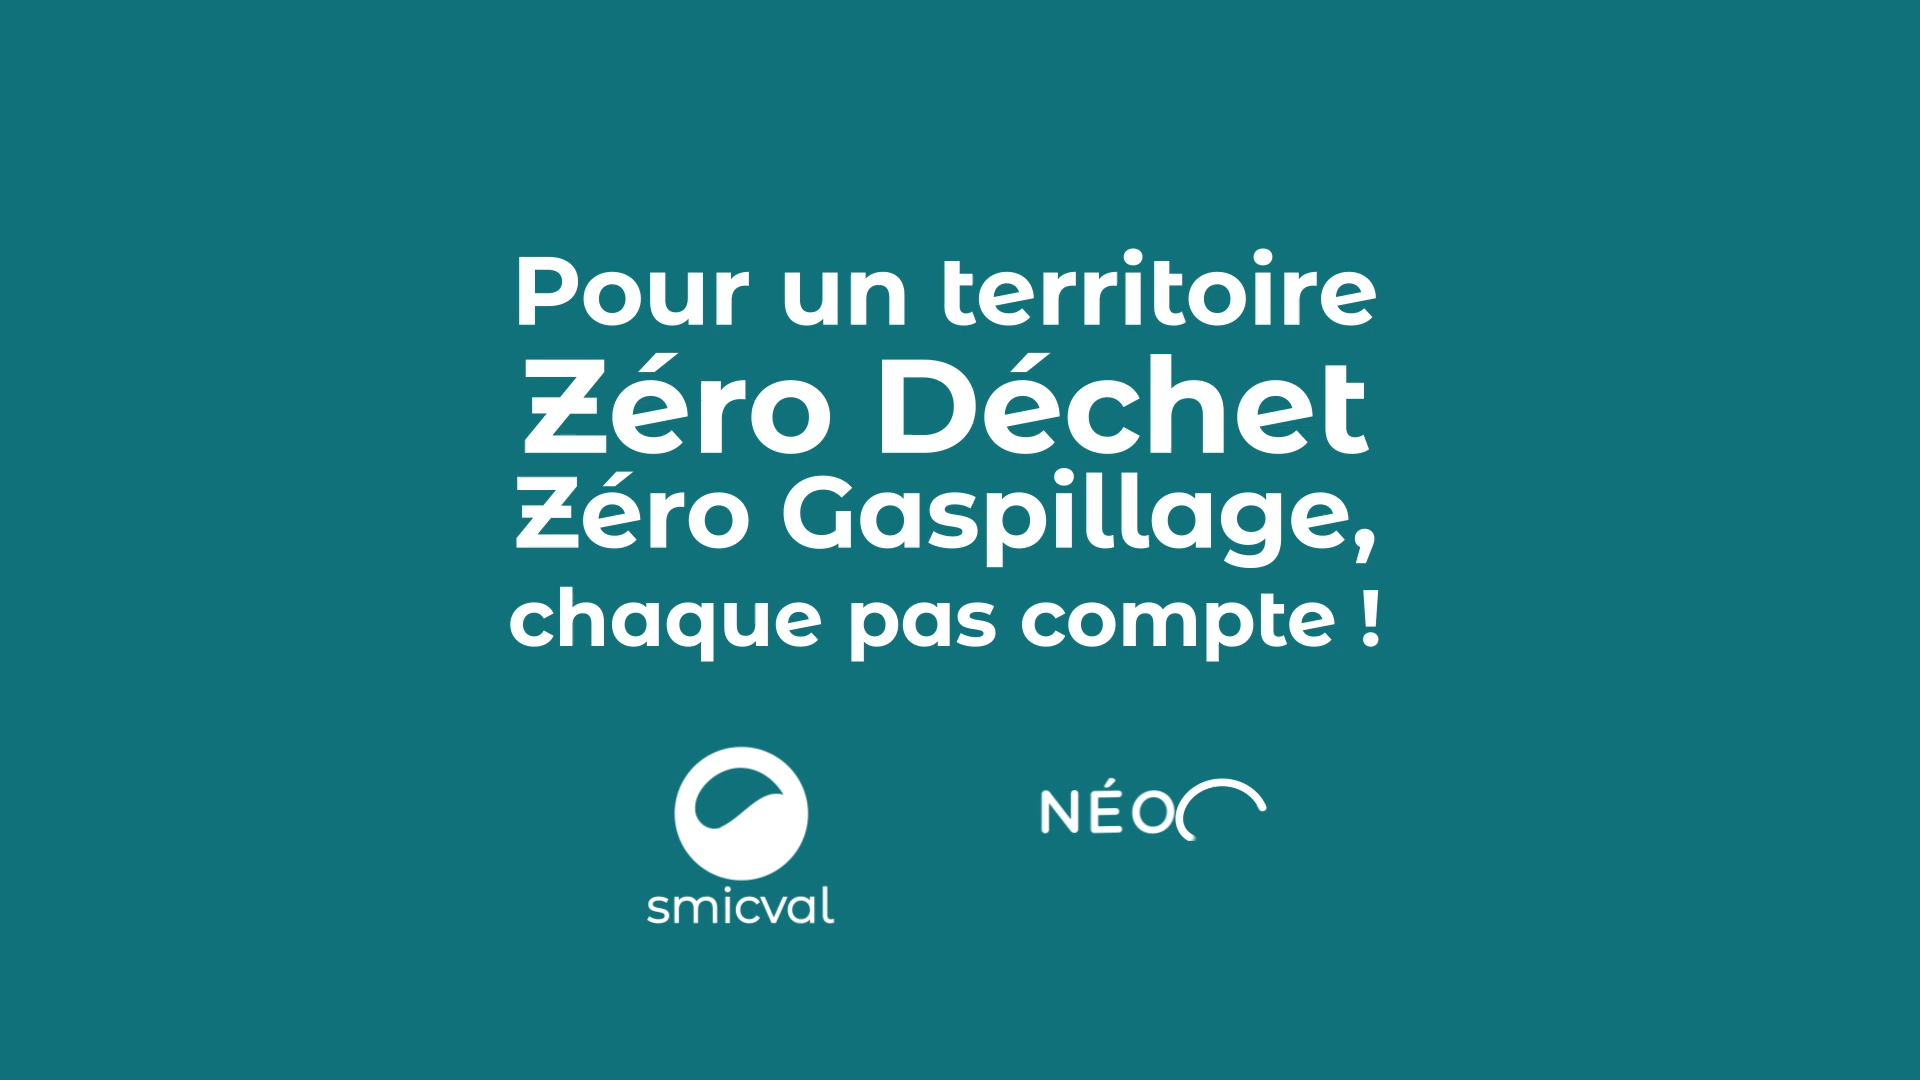 Pour un territoire
Zéro Déchet
Zéro Gaspillage,
chaque pas compte !
smicval
NÉO